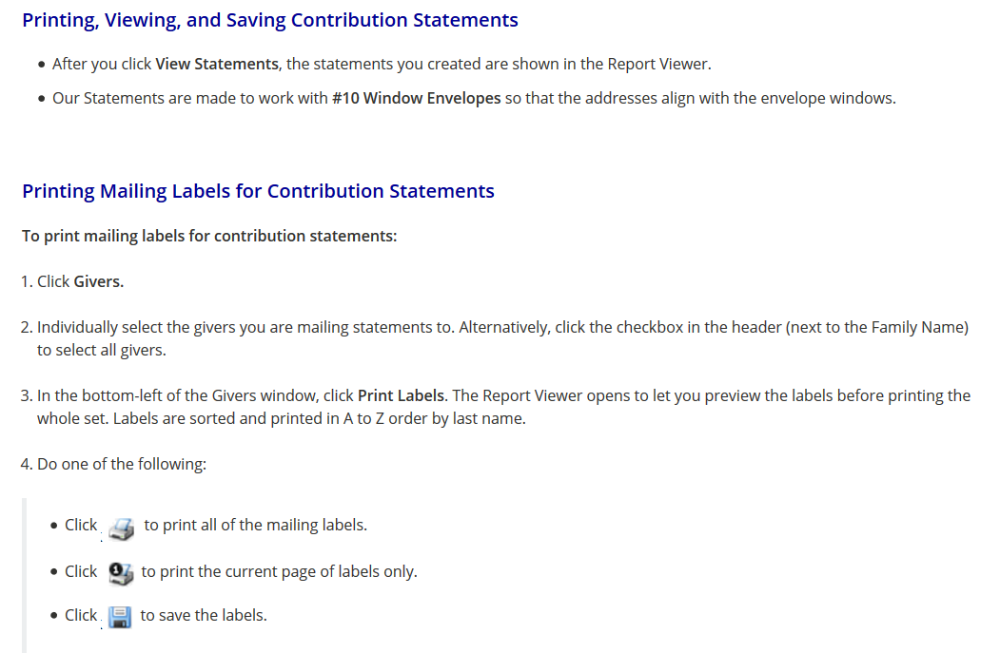 Printing, Viewing, and Saving Contribution Statements
• After you click View Statements, the statements you created are shown in the Report Viewer.
• Our Statements are made to work with #10 Window Envelopes so that the addresses align with the envelope windows.
Printing Mailing Labels for Contribution Statements
To print mailing labels for contribution statements:
1. Click Givers.
2. Individually select the givers you are mailing statements to. Alternatively, click the checkbox in the header (next to the Family Name)
to select all givers.
3. In the bottom-left of the Givers window, click Print Labels. The Report Viewer opens to let you preview the labels before printing the
whole set. Labels are sorted and printed in A to Z order by last name.
4. Do one of the following:
• Click to print all of the mailing labels.
• Click 1 to print the current page of labels only.
• Click to save the labels.